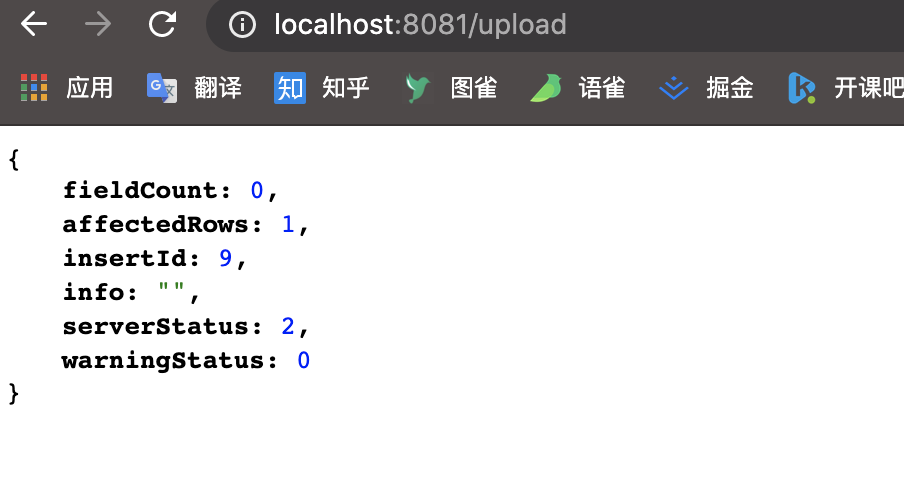 localhost:8081/upload
应用 翻译 知 知乎 图雀 语雀 掘金 开课吧
{
    fieldCount: 0,
    affectedRows: 1,
    insertId: 9,
    info: "",
    serverStatus: 2,
    warningStatus: 0
}